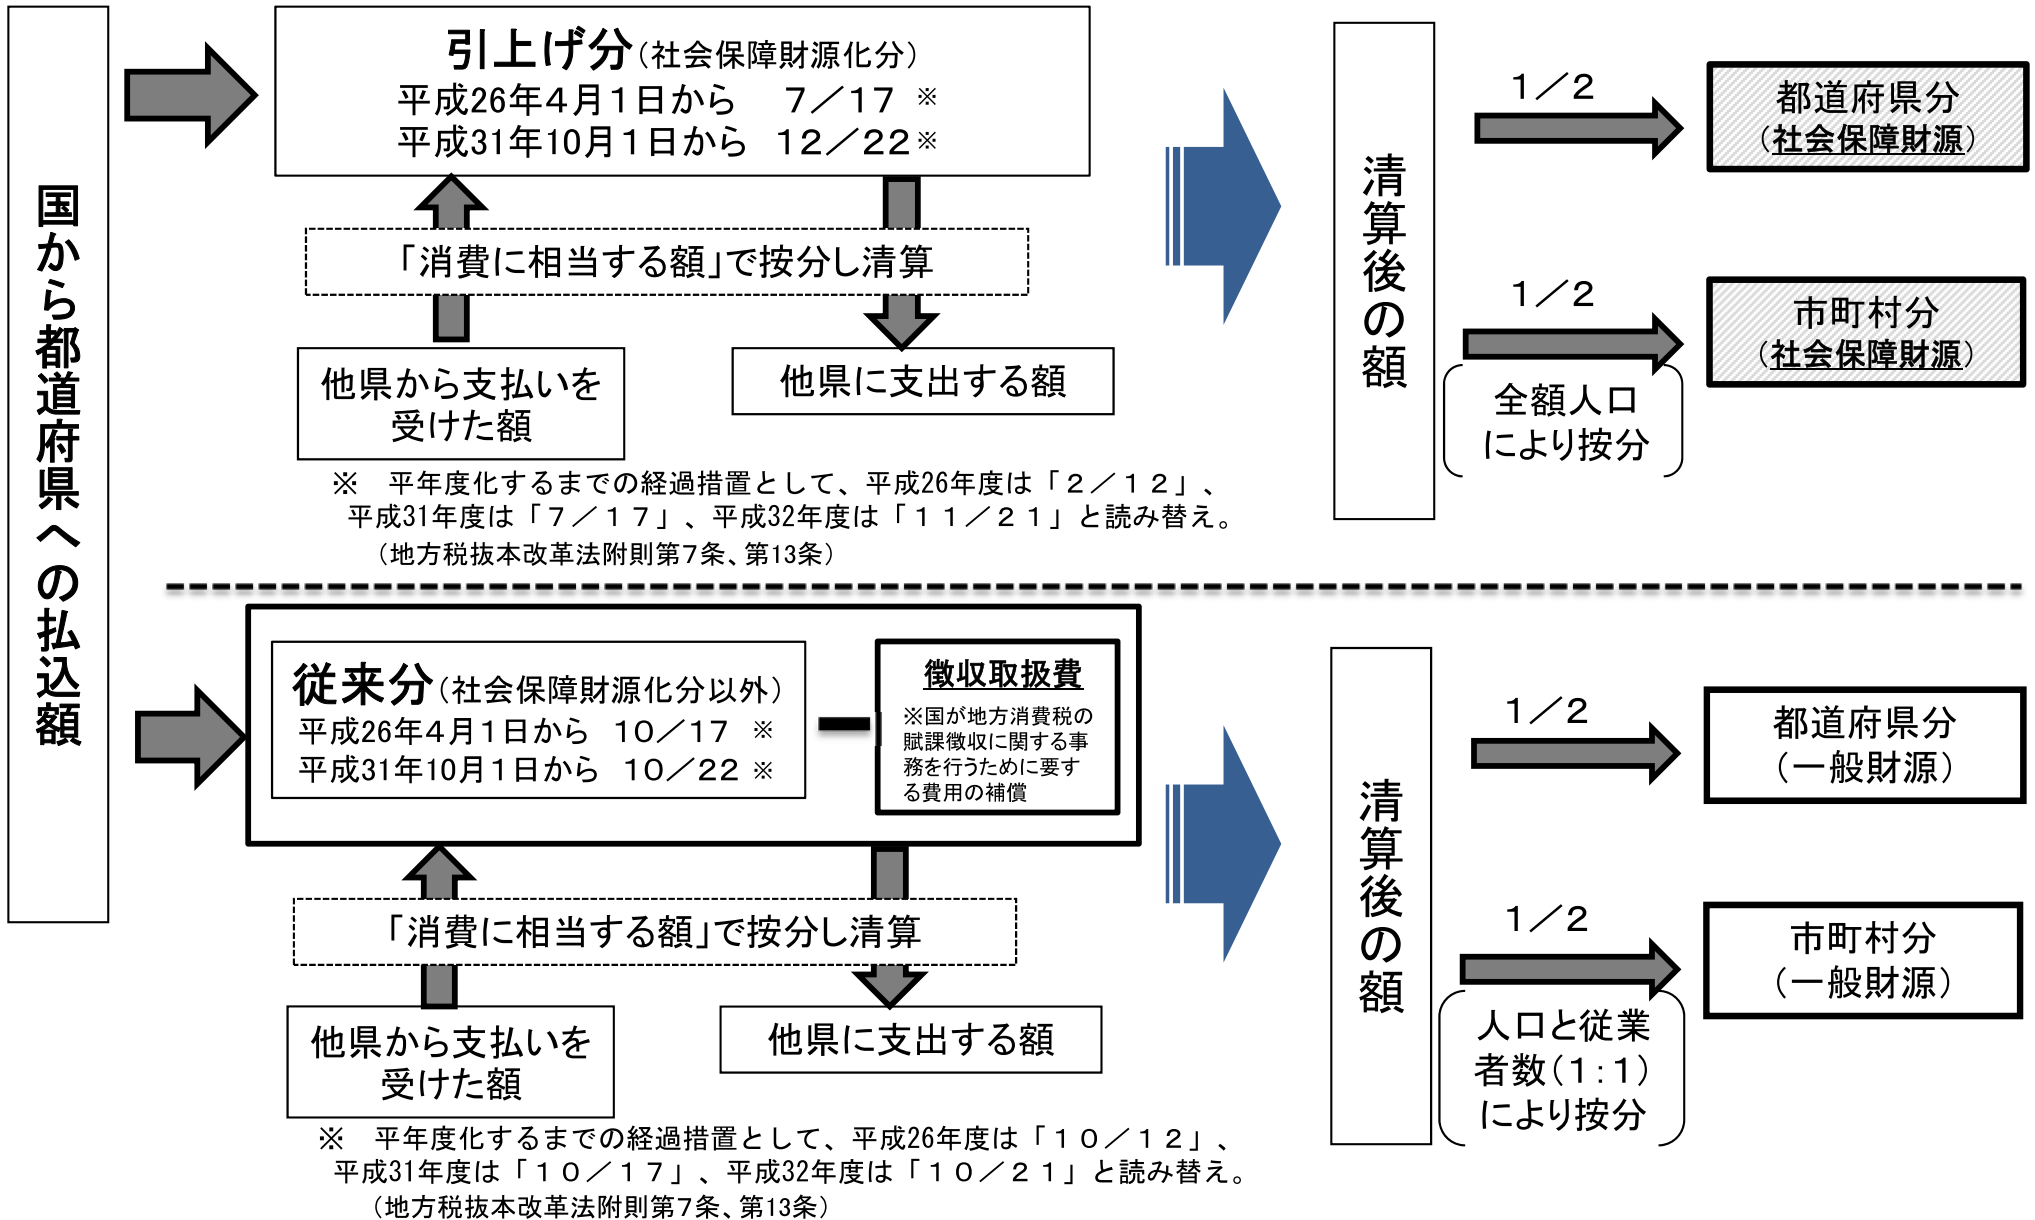 国から都道府県への払込額
引上げ分（社会保障財源化分）
平成26年４月１日から　７／17 ※
平成31年10月１日から　12／22 ※
「消費に相当する額」で按分し清算
他県から支払いを
受けた額
他県に支出する額
※　平年度化するまでの経過措置として、平成26年度は「２／１２」、
平成31年度は「７／１７」、平成32年度は「１１／２１」と読み替え。
（地方税抜本改革法附則第７条、第13条）
清算後の額
１／２
都道府県分
（社会保障財源）
１／２
市町村分
（社会保障財源）
全額人口
により按分
従来分（社会保障財源化分以外）
平成26年４月１日から　10／17 ※
平成31年10月１日から　10／22 ※
ー
徴収取扱費
※国が地方消費税の
賦課徴収に関する事
務を行うために要す
る費用の補償
「消費に相当する額」で按分し清算
他県から支払いを
受けた額
他県に支出する額
※　平年度化するまでの経過措置として、平成26年度は「１０／１２」、
平成31年度は「１０／１７」、平成32年度は「１０／２１」と読み替え。
（地方税抜本改革法附則第７条、第13条）
清算後の額
１／２
都道府県分
（一般財源）
１／２
市町村分
（一般財源）
人口と従業
者数（１：１）
により按分